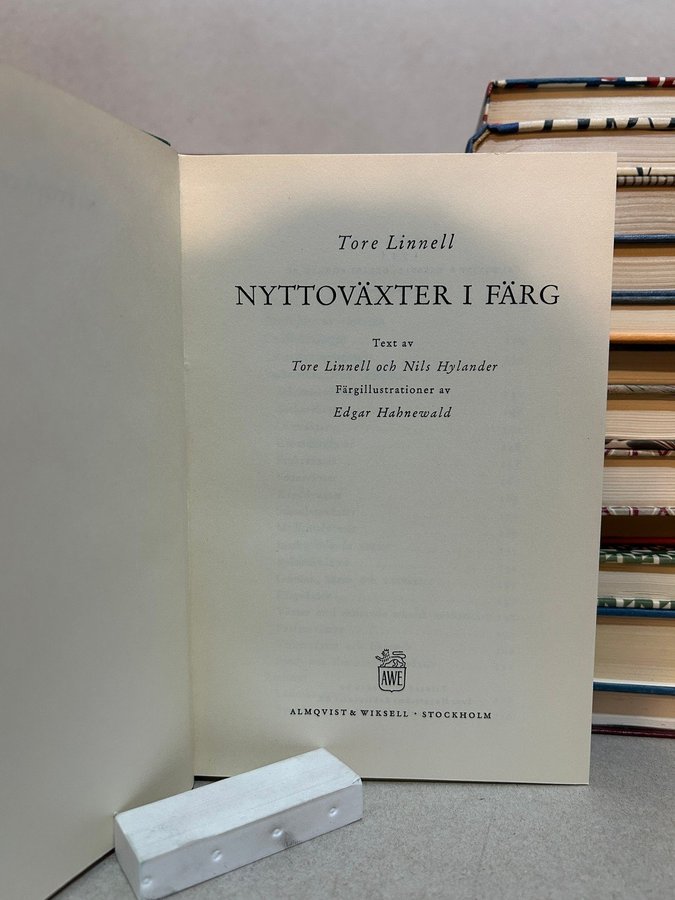 Tore Linnell
NYTTOVÄXTER I FÄRG
Text av
Tore Linnell och Nils Hylander
Färgillustrationer av
Edgar Hahnewald
AWE
ALMQVIST & WIKSELL · STOCKHOLM